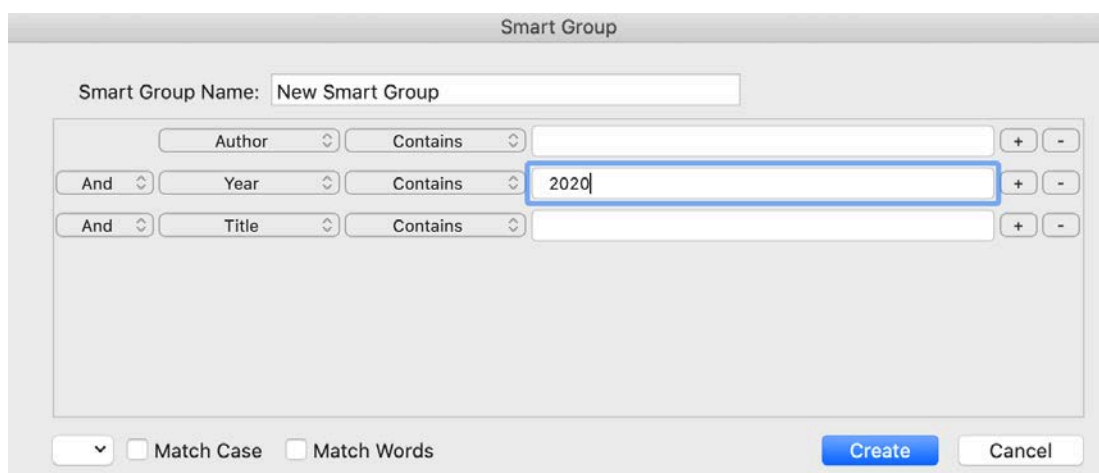 Smart Group
Smart Group Name: New Smart Group
Author Contains + -
And Year Contains 2020 + -
And Title Contains + -
Match Case Match Words Create Cancel